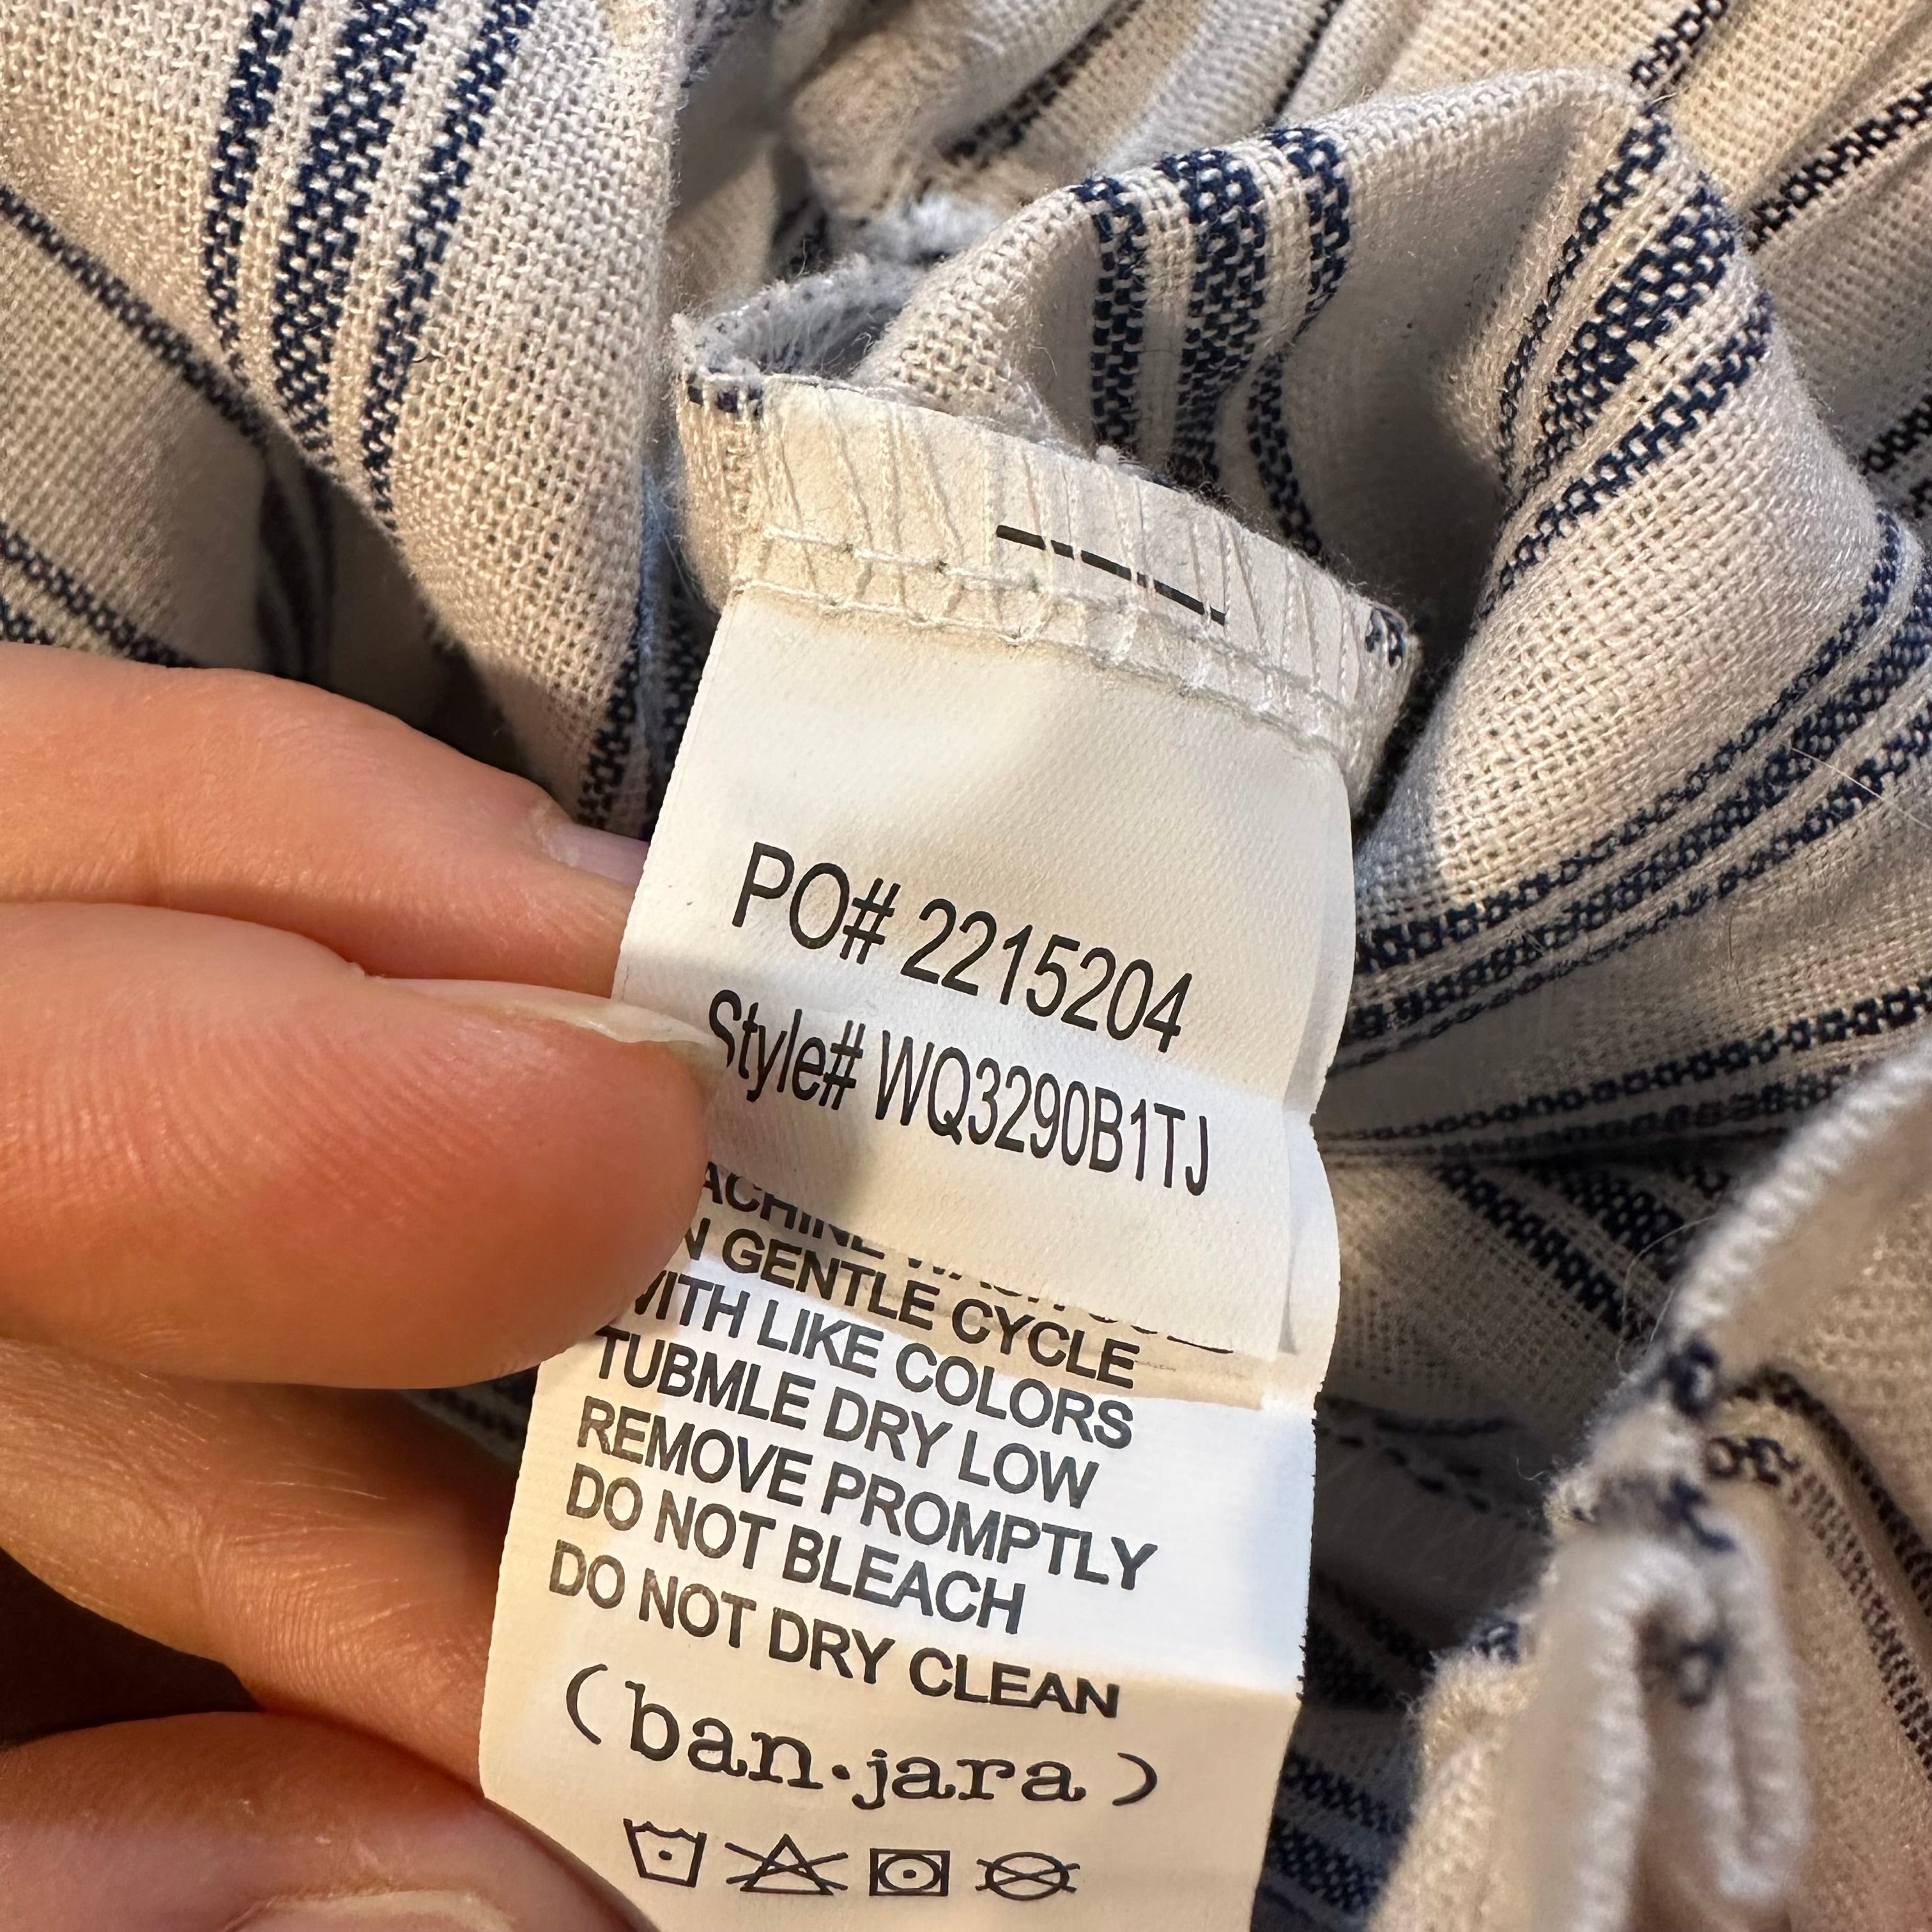 PO# 2215204
Style# WQ3290B1TJ
ACHINE
N GENTLE CYCLE
WITH LIKE COLORS
TUBMLE DRY LOW
REMOVE PROMPTLY
DO NOT BLEACH
DO NOT DRY CLEAN
(ban·jara)